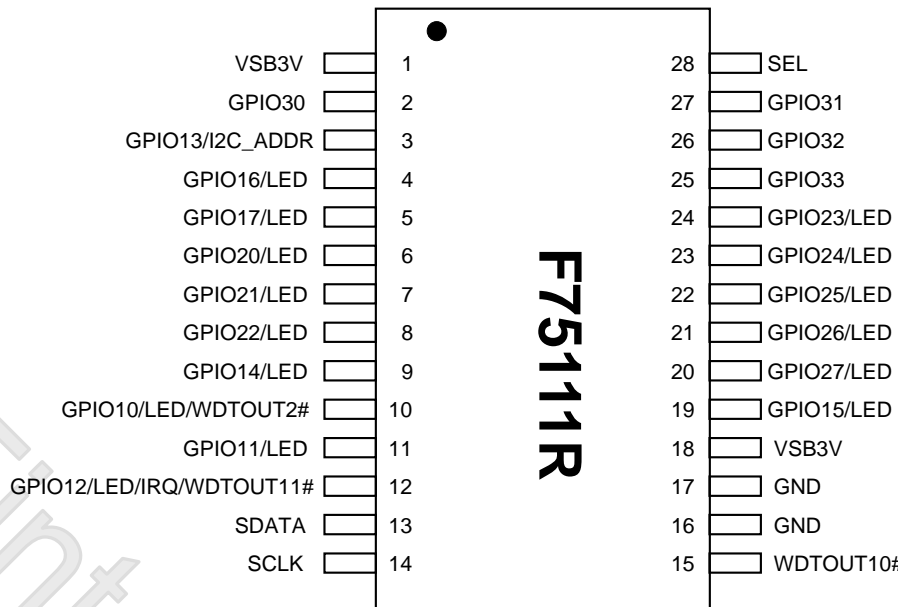 VSB3V 1 28 SEL
GPIO30 2 27 GPIO31
GPIO13/I2C_ADDR 3 26 GPIO32
GPIO16/LED 4 25 GPIO33
GPIO17/LED 5 24 GPIO23/LED
GPIO20/LED 6 23 GPIO24/LED
GPIO21/LED 7 22 GPIO25/LED
GPIO22/LED 8 21 GPIO26/LED
GPIO14/LED 9 20 GPIO27/LED
GPIO10/LED/WDTOUT2# 10 19 GPIO15/LED
GPIO11/LED 11 18 VSB3V
GPIO12/LED/IRQ/WDTOUT11# 12 17 GND
SDATA 13 16 GND
SCLK 14 15 WDTOUT10#
F75111R